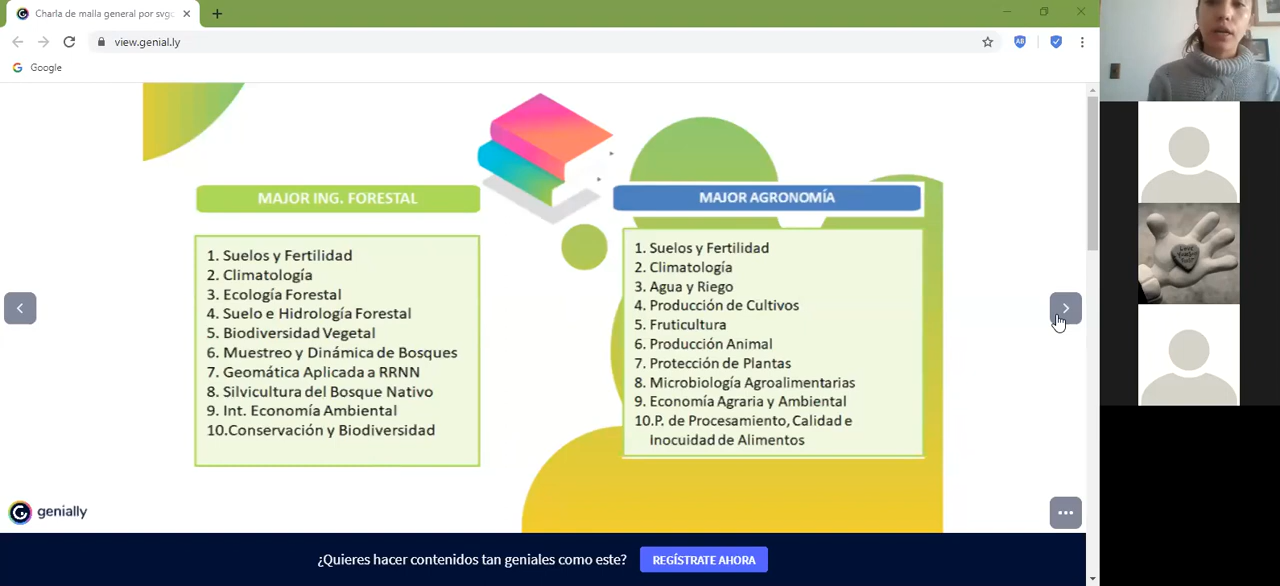 Charla de malla general por svg
view.genial.ly
Google
MAJOR ING. FORESTAL
1. Suelos y Fertilidad
2. Climatología
3. Ecología Forestal
4. Suelo e Hidrología Forestal
5. Biodiversidad Vegetal
6. Muestreo y Dinámica de Bosques
7. Geomática Aplicada a RRNN
8. Silvicultura del Bosque Nativo
9. Int. Economía Ambiental
10.Conservación y Biodiversidad
MAJOR AGRONOMÍA
1. Suelos y Fertilidad
2. Climatología
3. Agua y Riego
4. Producción de Cultivos
5. Fruticultura
6. Producción Animal
7. Protección de Plantas
8. Microbiología Agroalimentarias
9. Economía Agraria y Ambiental
10.P. de Procesamiento, Calidad e
Inocuidad de Alimentos
genially
¿Quieres hacer contenidos tan geniales como este?
REGÍSTRATE AHORA